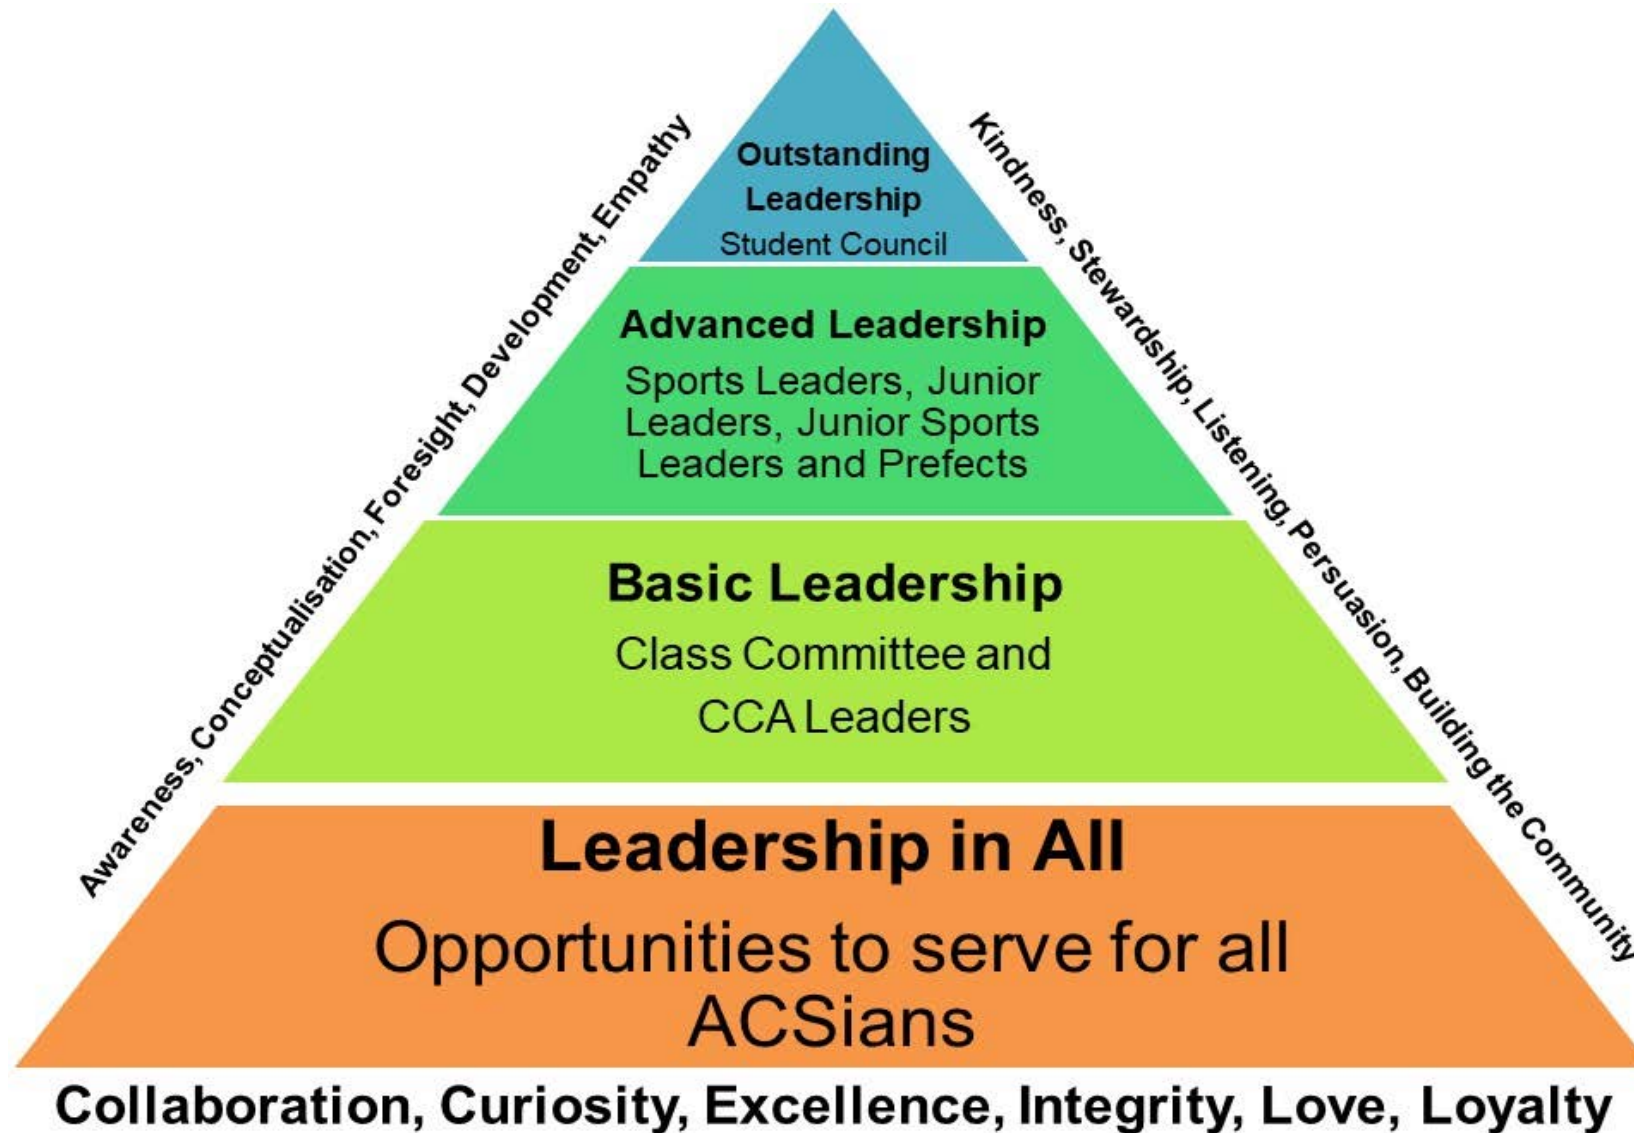 Outstanding
Leadership
Student Council
Advanced Leadership
Sports Leaders, Junior
Leaders, Junior Sports
Leaders and Prefects
Basic Leadership
Class Committee and
CCA Leaders
Leadership in All
Opportunities to serve for all
ACSians
Awareness, Conceptualisation, Foresight, Development, Empathy
Kindness, Stewardship, Listening, Persuasion, Building the Community
Collaboration, Curiosity, Excellence, Integrity, Love, Loyalty